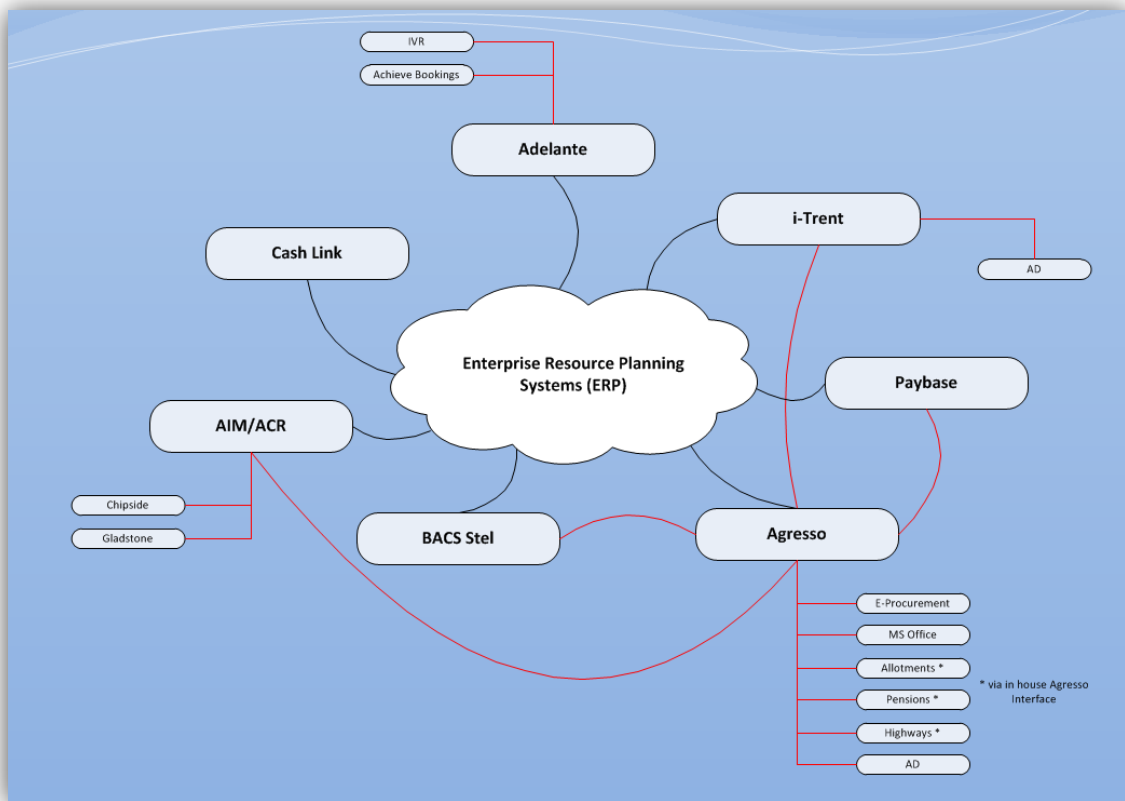 IVR
Achieve Bookings
Adelante
i-Trent
Cash Link
AD
Enterprise Resource Planning
Systems (ERP)
Paybase
AIM/ACR
Chipside
Gladstone
BACS Stel
Agresso
E-Procurement
MS Office
Allotments *
Pensions *
Highways *
AD
* via in house Agresso
Interface